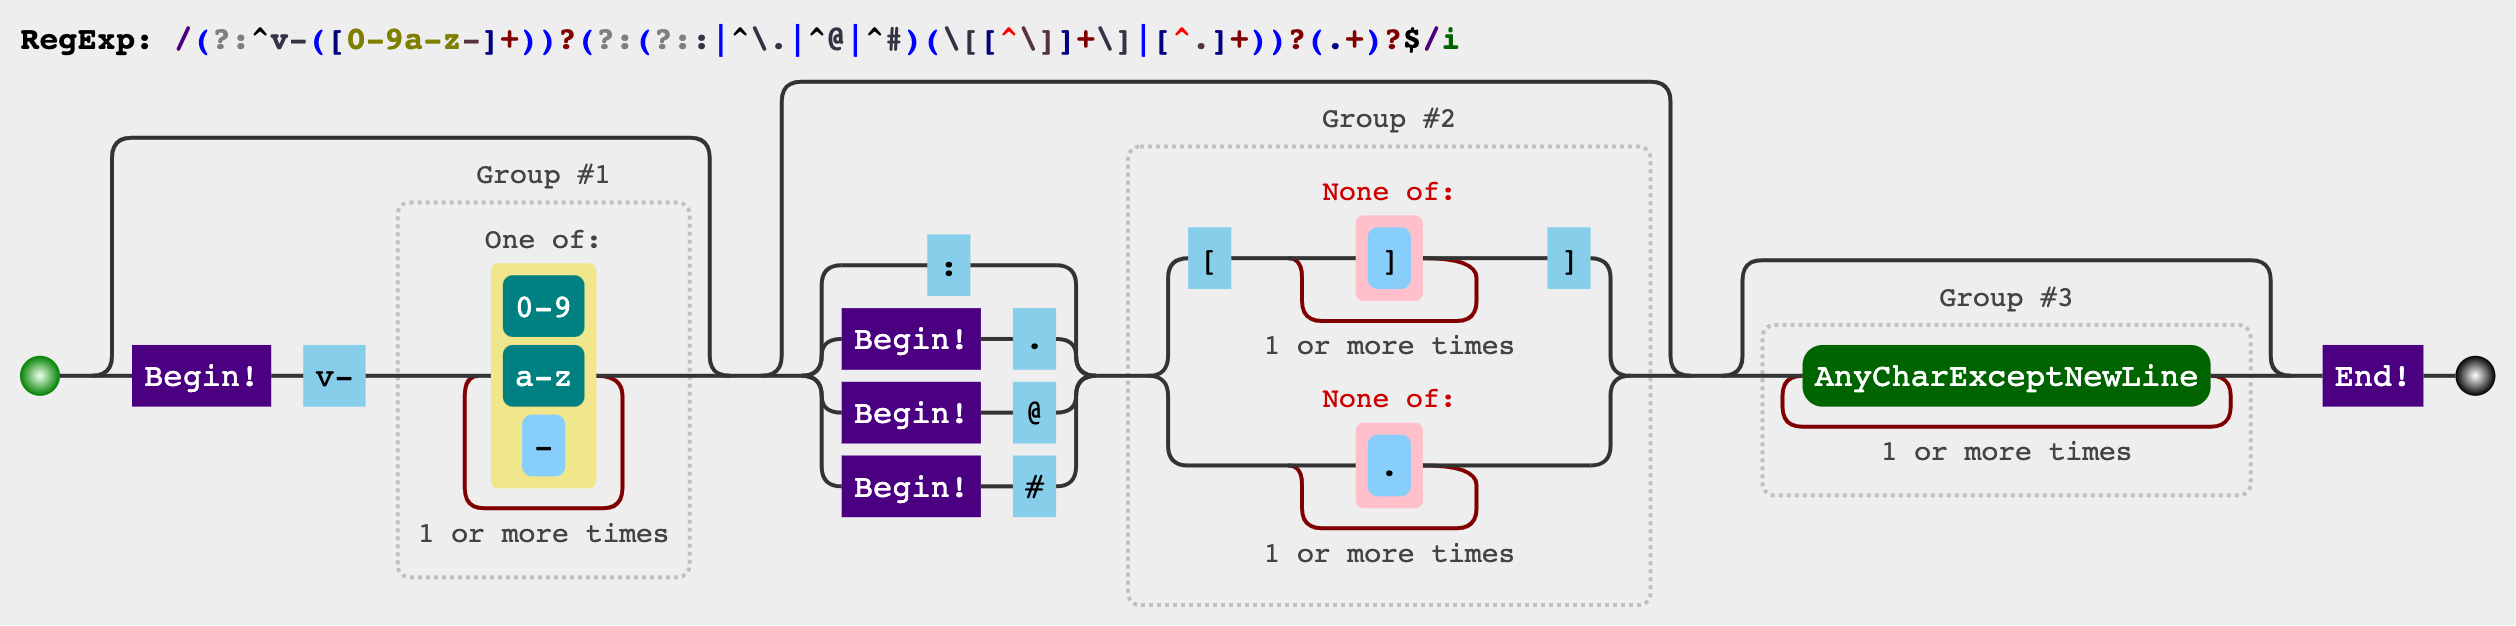 RegExp: /(?:^v-([0-9a-z-]+))?(?:(?::|^\.|^@|^#)(\[[^\]]+\]|[^.]+))?(.+)?$/i
Group #2
Group #1
None of:
One of:
[ ] ]
:
0-9
Group #3
Begin! .
1 or more times
Begin! v- a-z
AnyCharExceptNewLine End!
None of:
Begin! @
-
1 or more times
.
Begin! #
1 or more times
1 or more times